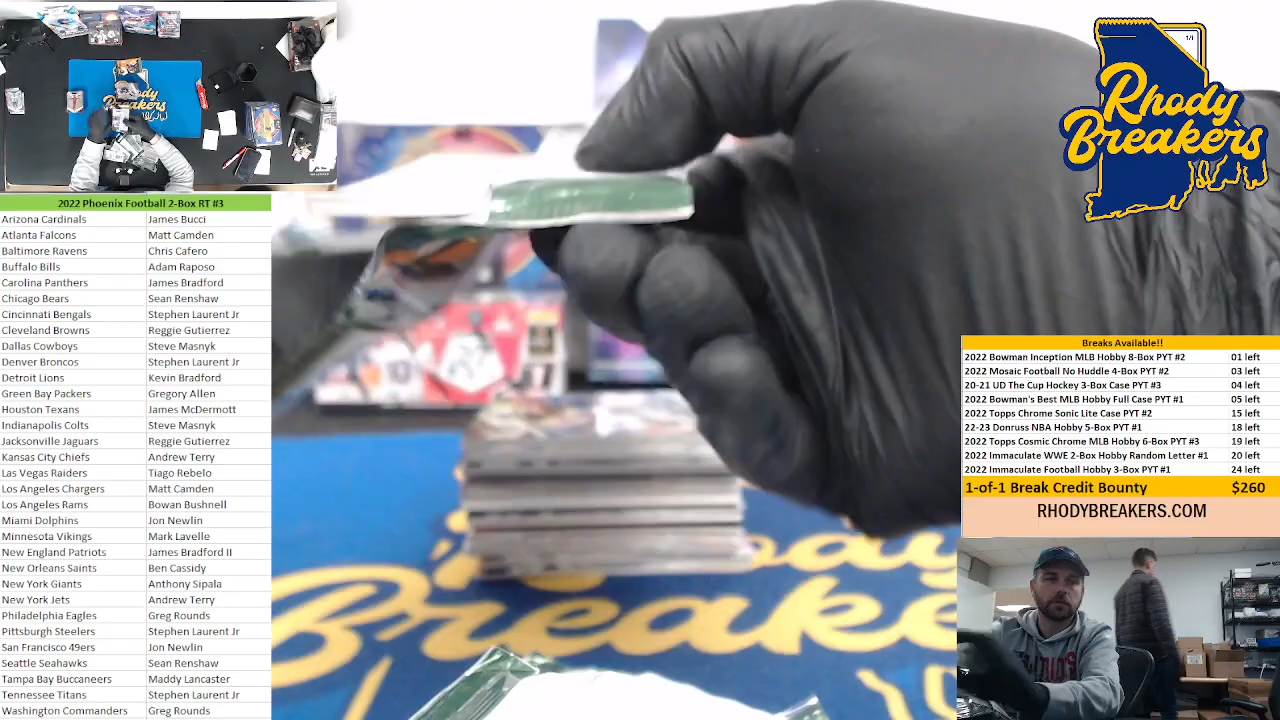 2022 Phoenix Football 2-Box RT #3
Arizona Cardinals James Bucci
Atlanta Falcons Matt Camden
Baltimore Ravens Chris Cafero
Buffalo Bills Adam Raposo
Carolina Panthers James Bradford
Chicago Bears Sean Renshaw
Cincinnati Bengals Stephen Laurent Jr
Cleveland Browns Reggie Gutierrez
Dallas Cowboys Steve Masnyk
Denver Broncos Stephen Laurent Jr
Detroit Lions Kevin Bradford
Green Bay Packers Gregory Allen
Houston Texans James McDermott
Indianapolis Colts Steve Masnyk
Jacksonville Jaguars Reggie Gutierrez
Kansas City Chiefs Andrew Terry
Las Vegas Raiders Tiago Rebelo
Los Angeles Chargers Matt Camden
Los Angeles Rams Bowan Bushnell
Miami Dolphins Jon Newlin
Minnesota Vikings Mark Lavelle
New England Patriots James Bradford II
New Orleans Saints Ben Cassidy
New York Giants Anthony Sipala
New York Jets Andrew Terry
Philadelphia Eagles Greg Rounds
Pittsburgh Steelers Stephen Laurent Jr
San Francisco 49ers Jon Newlin
Seattle Seahawks Sean Renshaw
Tampa Bay Buccaneers Maddy Lancaster
Tennessee Titans Stephen Laurent Jr
Washington Commanders Greg Rounds
Rhody
Breakers
1/1
Rhody
Breakers
Breaks Available!!
2022 Bowman Inception MLB Hobby 8-Box PYT #2 01 left
2022 Mosaic Football No Huddle 4-Box PYT #2 03 left
20-21 UD The Cup Hockey 3-Box Case PYT #3 04 left
2022 Bowman's Best MLB Hobby Full Case PYT #1 05 left
2022 Topps Chrome Sonic Lite Case PYT #2 15 left
22-23 Donruss NBA Hobby 5-Box PYT #1 18 left
2022 Topps Cosmic Chrome MLB Hobby 6-Box PYT #3 19 left
2022 Immaculate WWE 2-Box Hobby Random Letter #1 20 left
2022 Immaculate Football Hobby 3-Box PYT #1 24 left
1-of-1 Break Credit Bounty $260
RHODYBREAKERS.COM